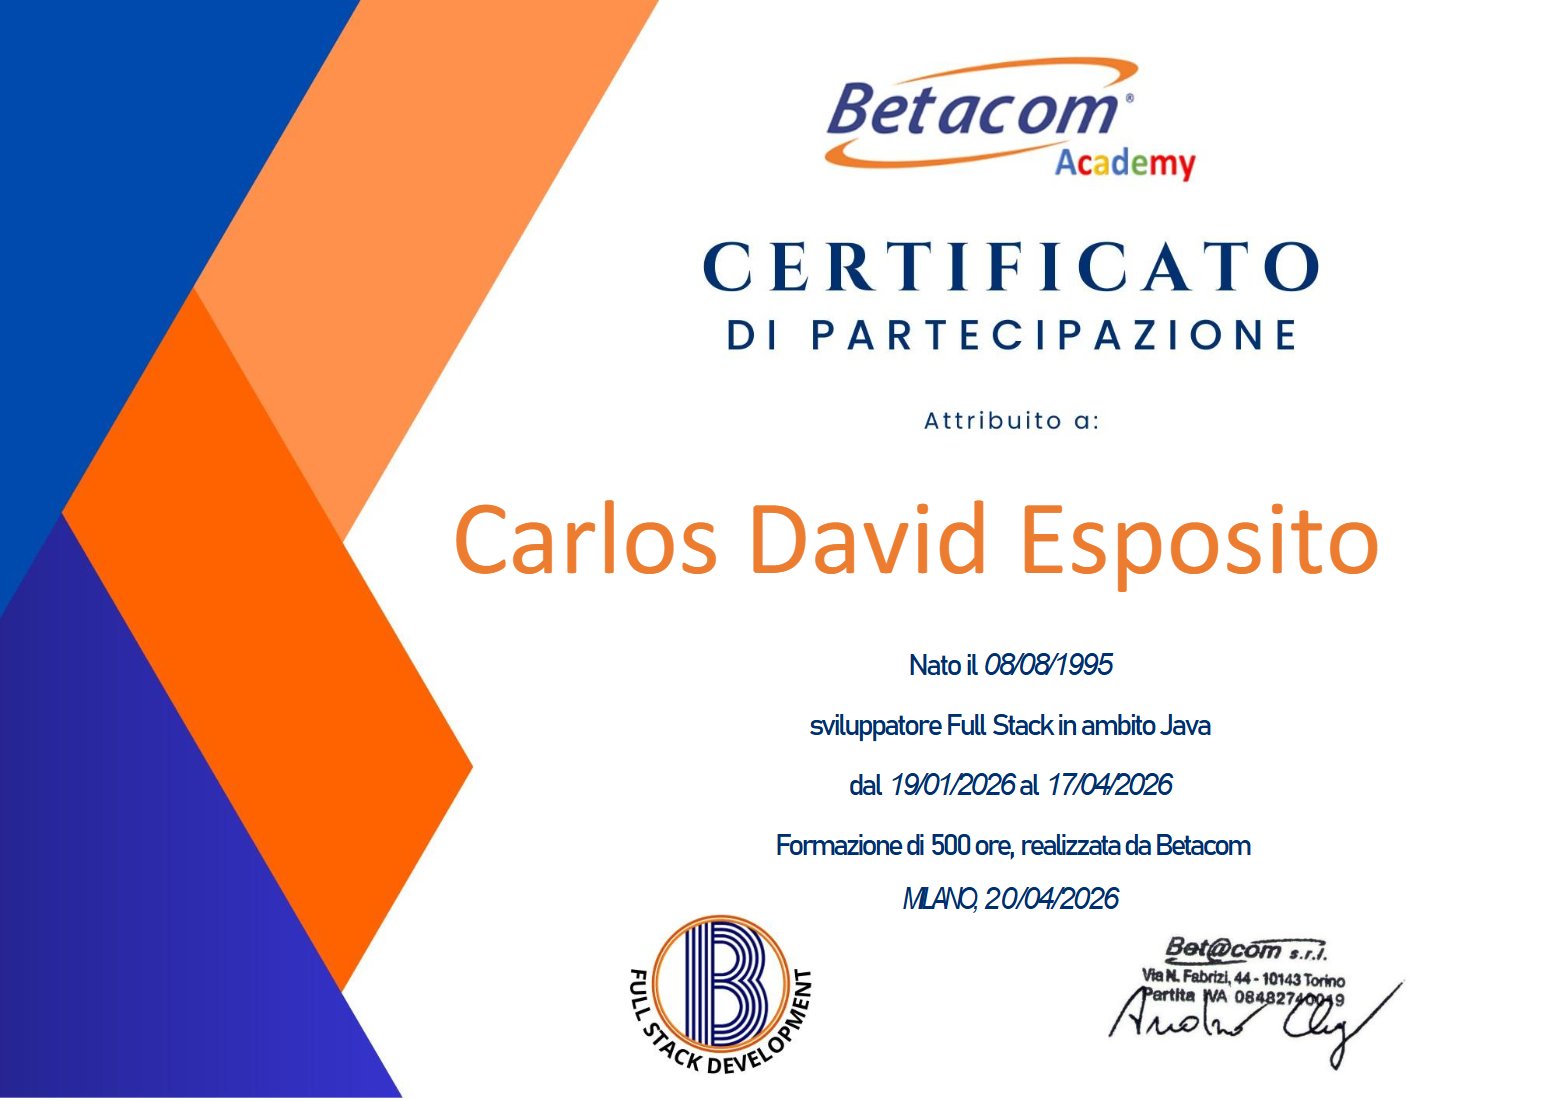 Betacom®
Academy
CERTIFICATO
DI PARTECIPAZIONE
Attribuito a:
Carlos David Esposito
Nato il 08/08/1995
sviluppatore Full Stack in ambito Java
dal 19/01/2026 al 17/04/2026
Formazione di 500 ore, realizzata da Betacom
MILANO, 20/04/2026
B
FULL STACK DEVELOPMENT
Bet@com s.r.l.
Via N. Fabrizi, 44 - 10143 Torino
Partita IVA 08482740019